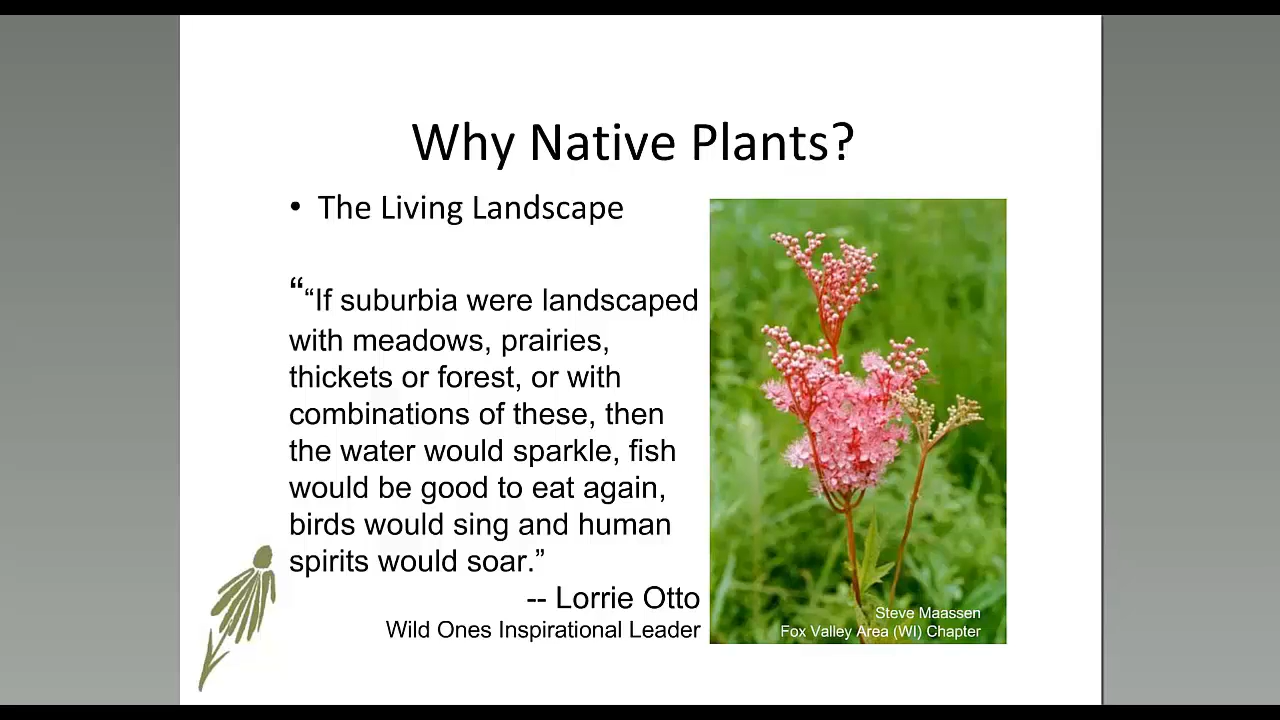 Why Native Plants?
• The Living Landscape
““If suburbia were landscaped
with meadows, prairies,
thickets or forest, or with
combinations of these, then
the water would sparkle, fish
would be good to eat again,
birds would sing and human
spirits would soar.”
-- Lorrie Otto
Wild Ones Inspirational Leader
Steve Maassen
Fox Valley Area (WI) Chapter